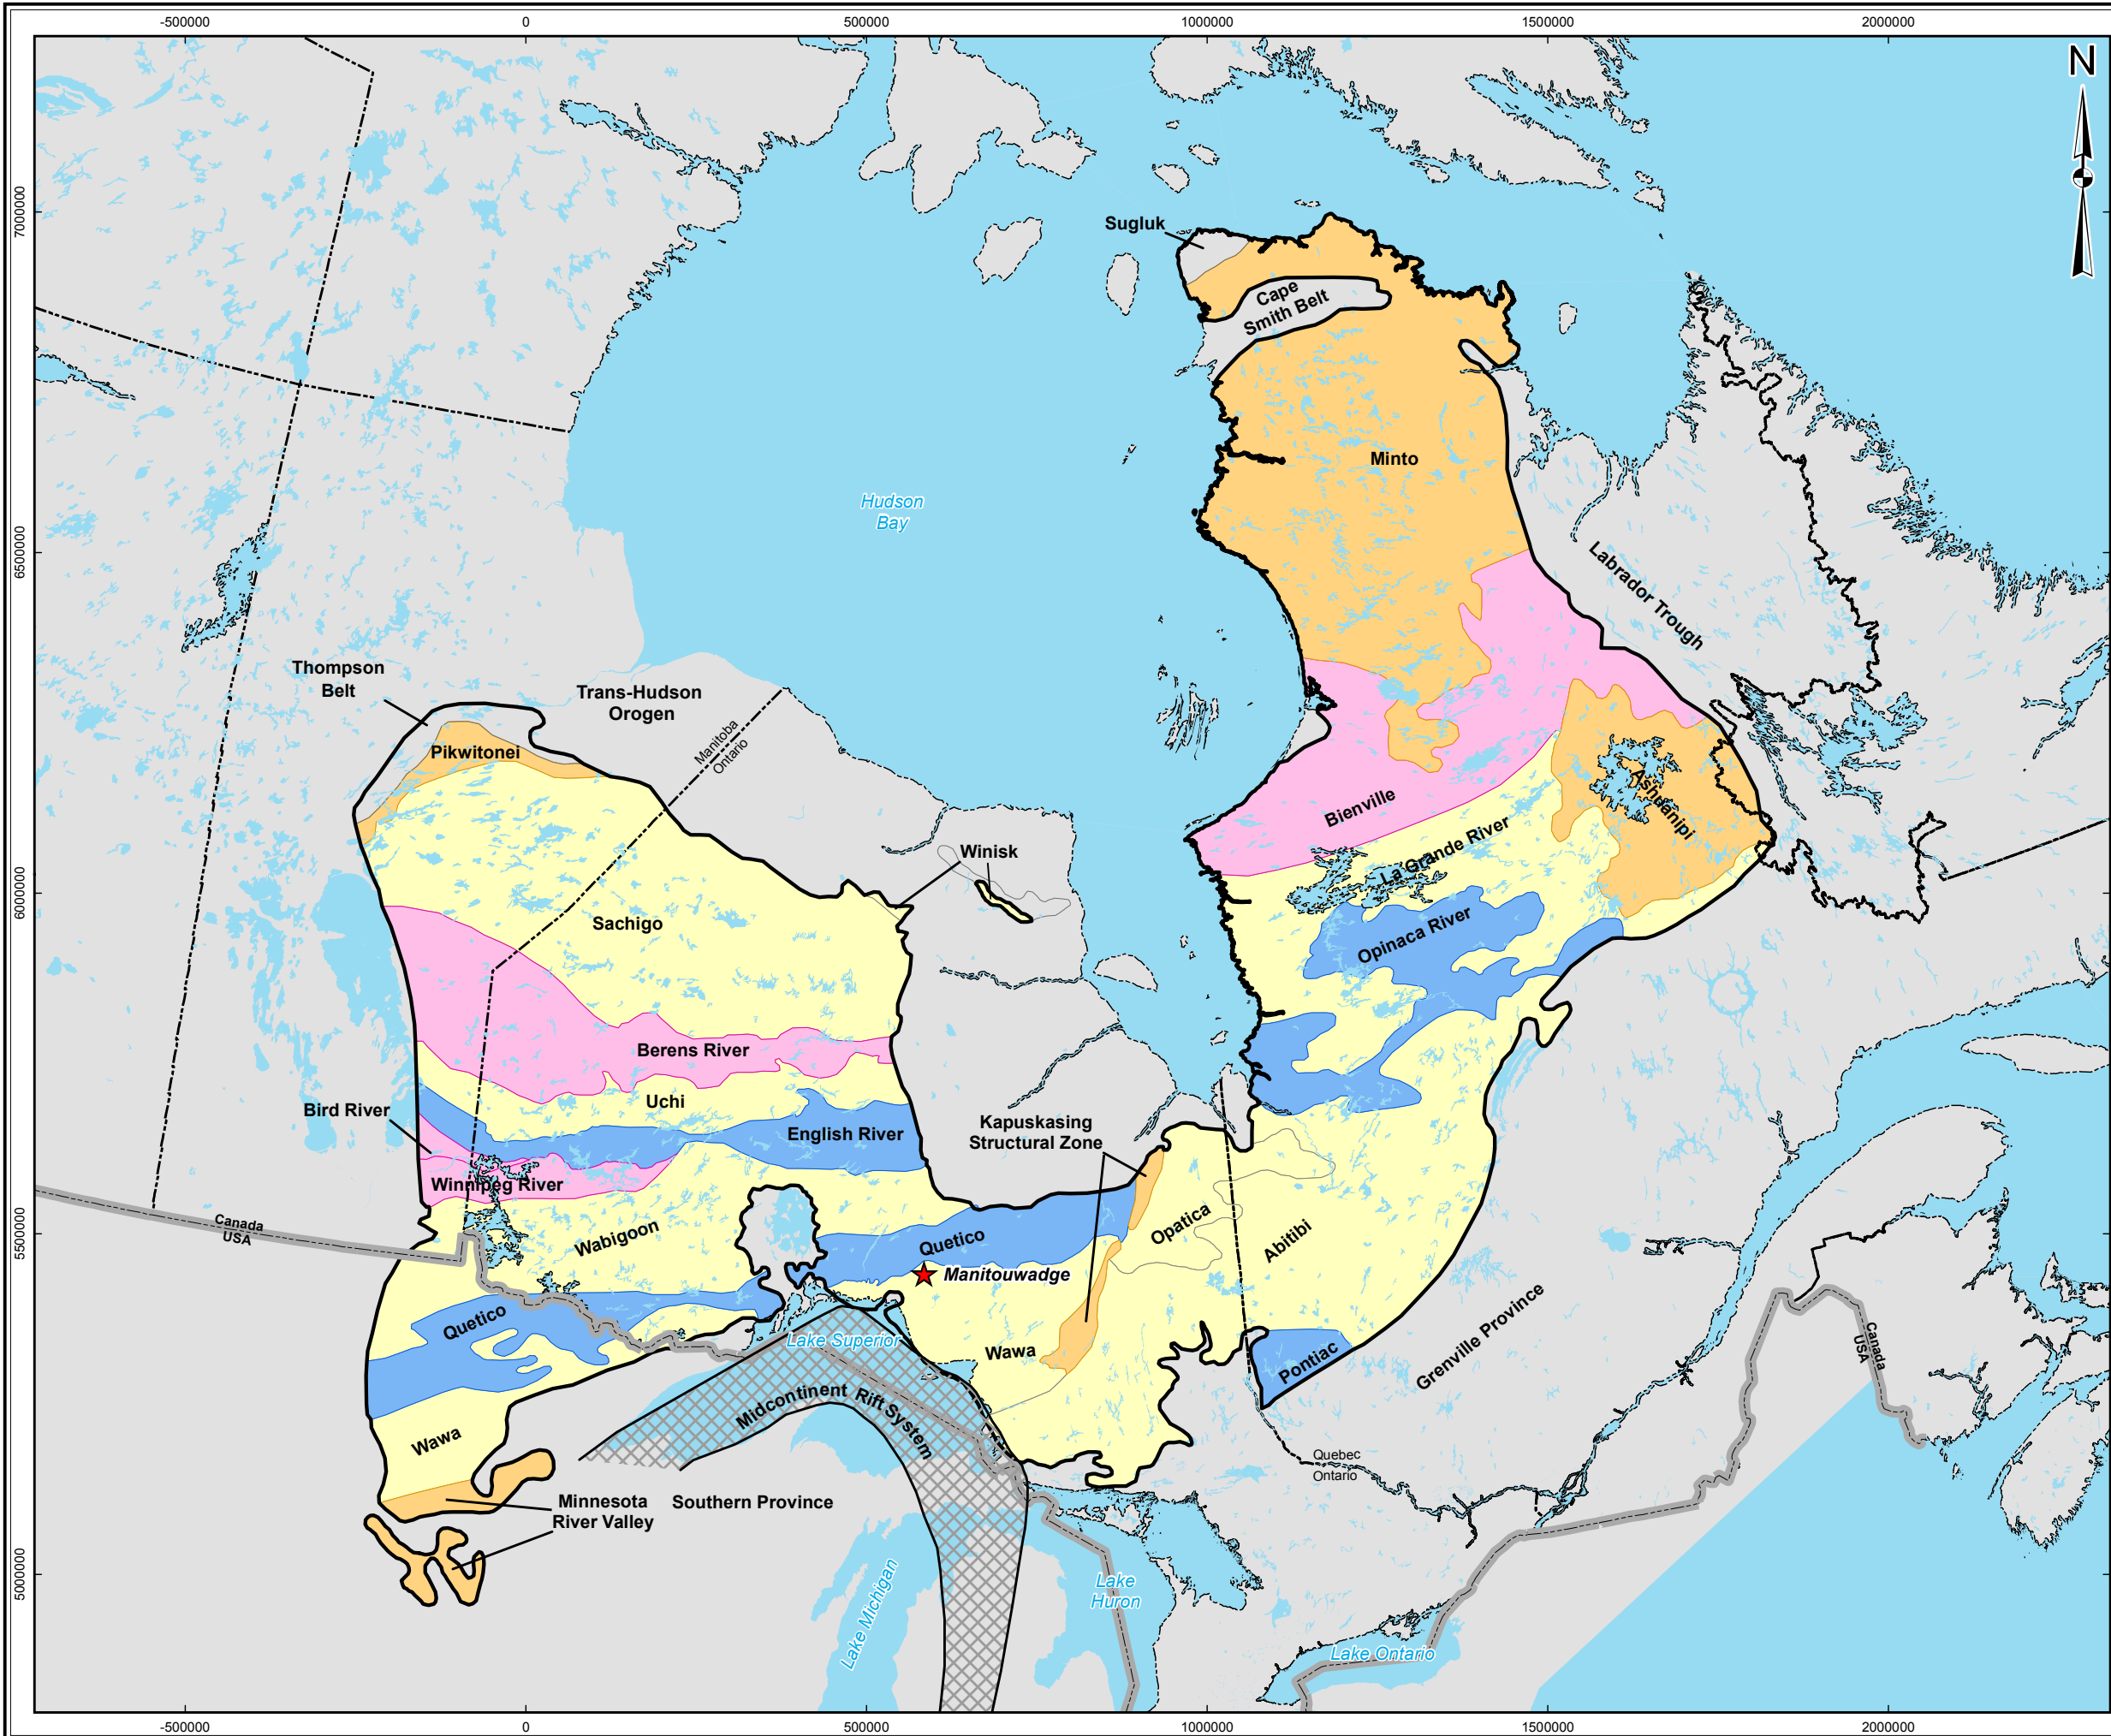 -500000
0
500000
1000000
1500000
2000000
N
7000000
6500000
6000000
5500000
5000000
Sugluk
Cape
Smith Belt
Minto
Hudson
Bay
Labrador Trough
Thompson
Belt
Trans-Hudson
Orogen
Manitoba
Ontario
Pikwitonei
Ashuanipi
Bienville
La Grande River
Winisk
Sachigo
Opinaca River
Berens River
Uchi
Bird River
English River
Kapuskasing
Structural Zone
Winnipeg River
Canada
USA
Wabigoon
Opatica
Abitibi
Quetico
Manitouwadge
Quetico
Lake Superior
Wawa
Pontiac
Grenville Province
Canada
USA
Midcontinent Rift System
Wawa
Quebec
Ontario
Minnesota
River Valley
Southern Province
Lake Michigan
Lake
Huron
Lake Ontario
-500000
0
500000
1000000
1500000
2000000